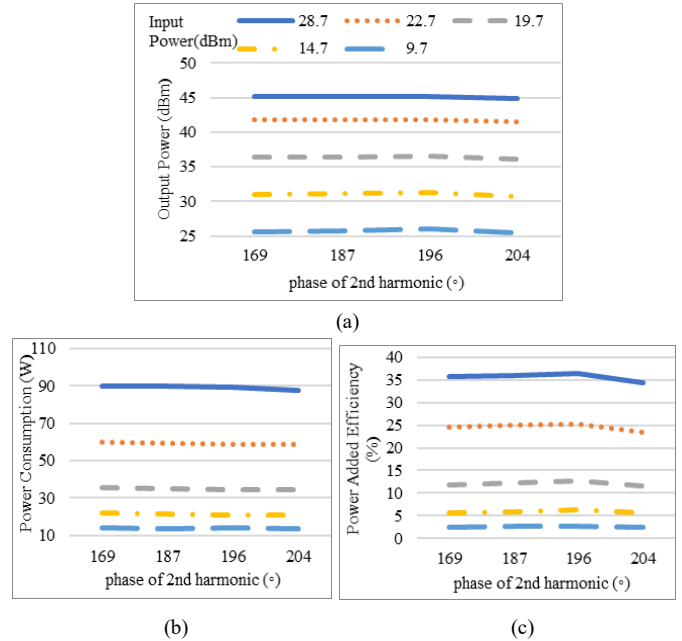 Input Power(dBm)
28.7
22.7
19.7
14.7
9.7
Output Power (dBm)
50
45
40
35
30
25
169 187 196 204
phase of 2nd harmonic (°)
(a)
Power Consumption (W)
110
90
70
50
30
10
169 187 196 204
phase of 2nd harmonic (°)
(b)
Power Added Efficiency
(%)
40
35
30
25
20
15
10
5
0
169 187 196 204
phase of 2nd harmonic (°)
(c)